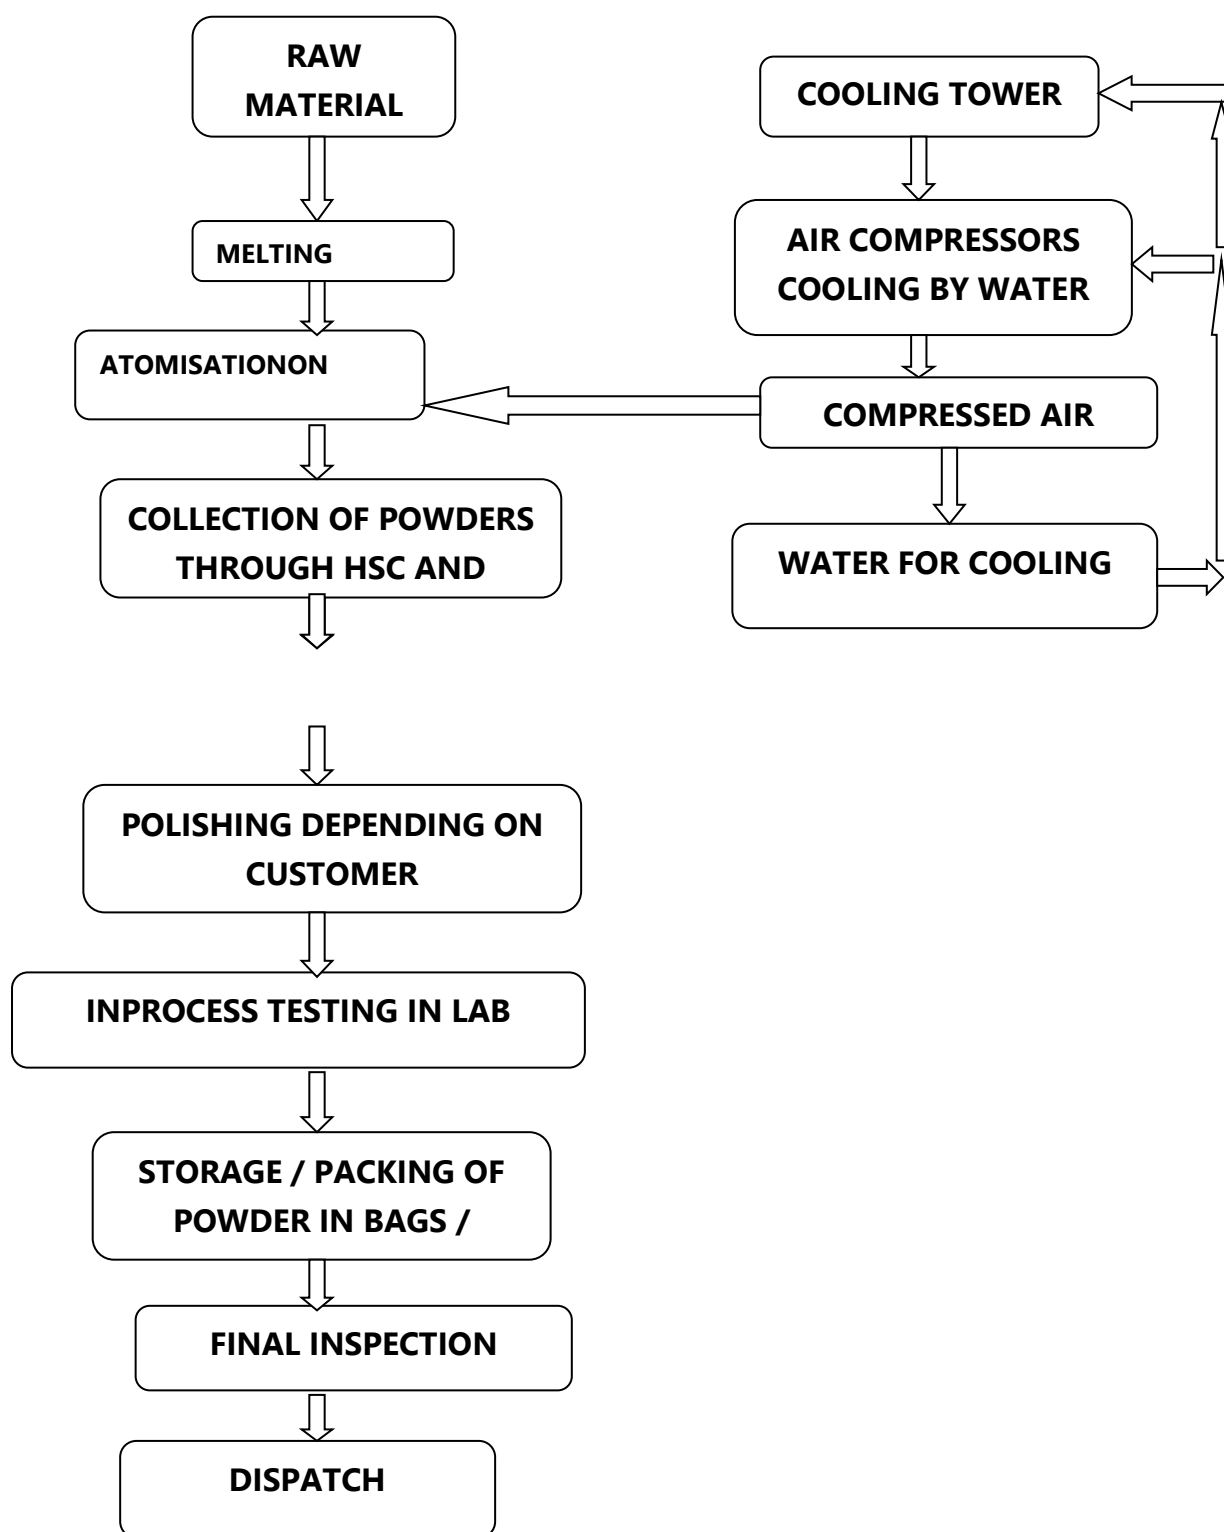 RAW
MATERIAL
MELTING
ATOMISATIONON
COLLECTION OF POWDERS
THROUGH HSC AND
POLISHING DEPENDING ON
CUSTOMER
INPROCESS TESTING IN LAB
STORAGE / PACKING OF
POWDER IN BAGS /
FINAL INSPECTION
DISPATCH
COOLING TOWER
AIR COMPRESSORS
COOLING BY WATER
COMPRESSED AIR
WATER FOR COOLING